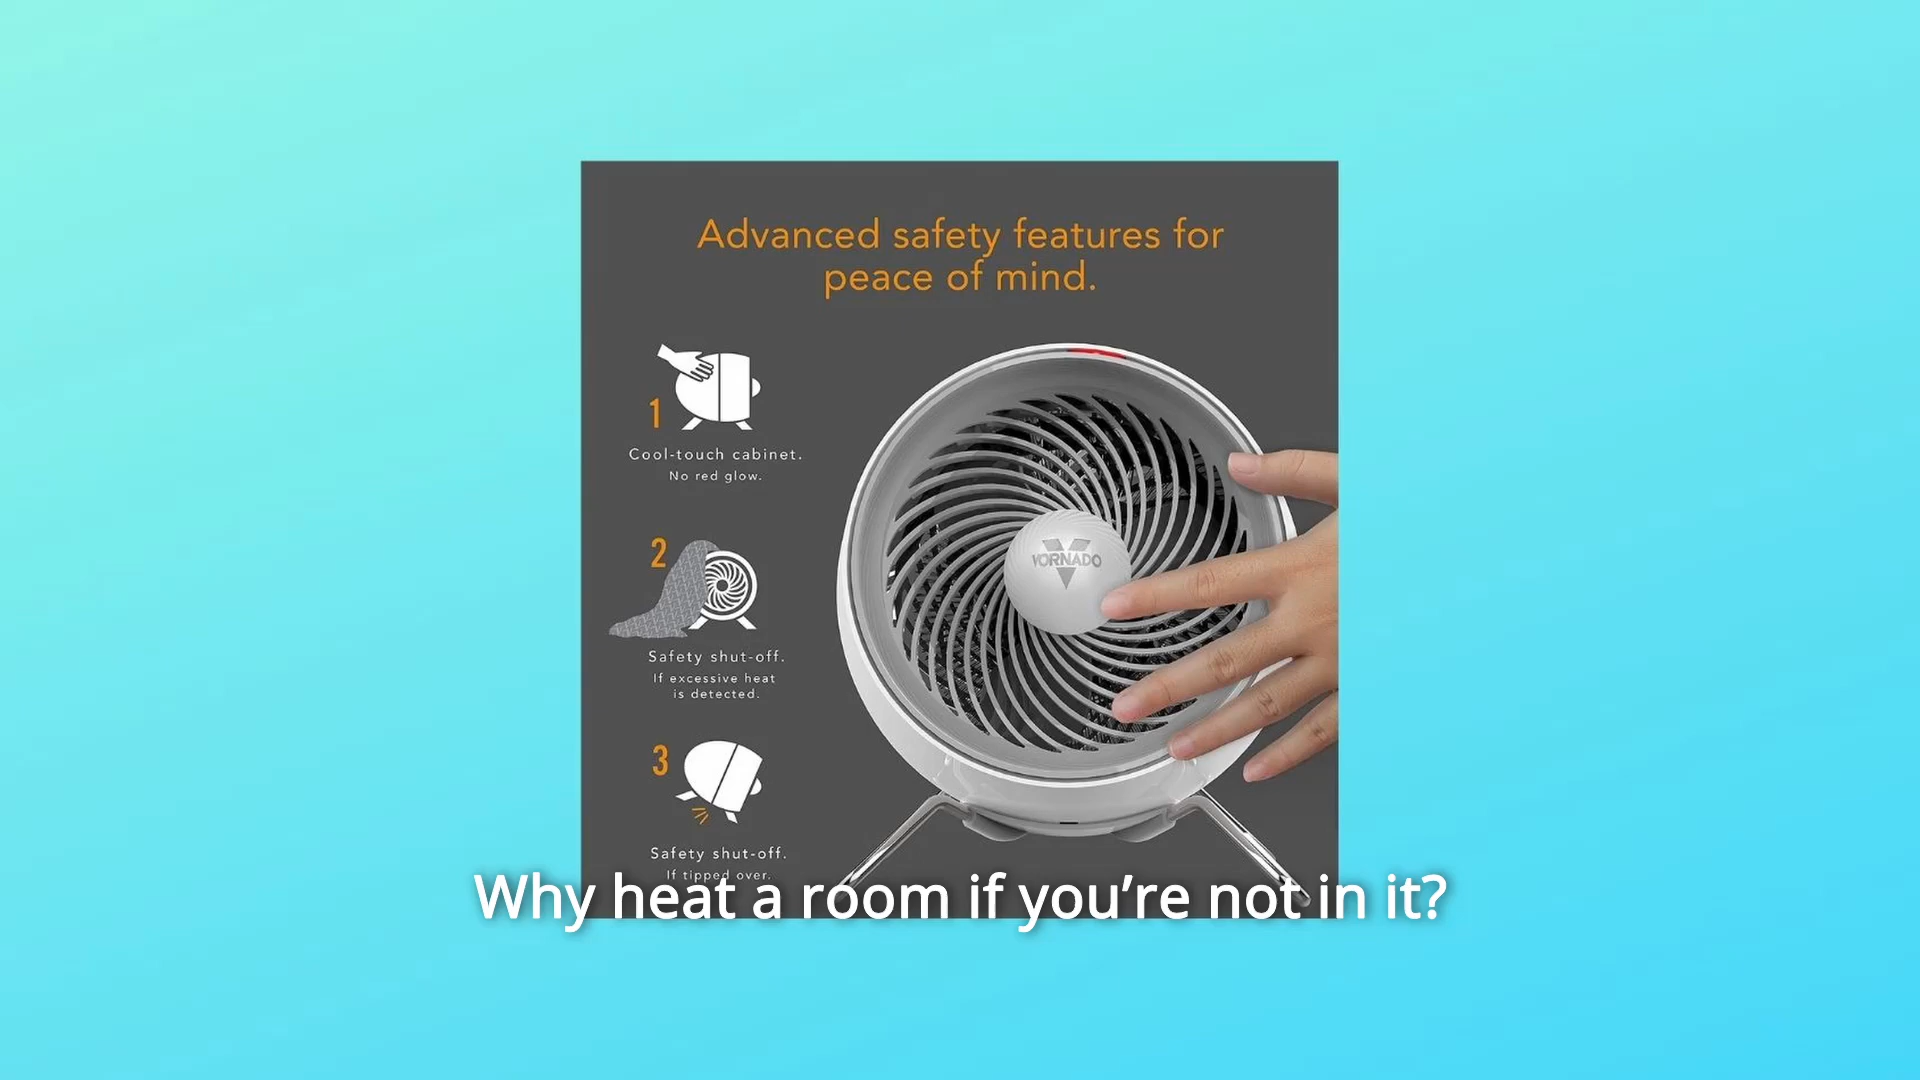 Advanced safety features for
peace of mind.
1
Cool-touch cabinet.
No red glow.
2
Safety shut-off.
If excessive heat
is detected.
3
Safety shut-off.
If tipped over.
VORNADO
Why heat a room if you’re not in it?